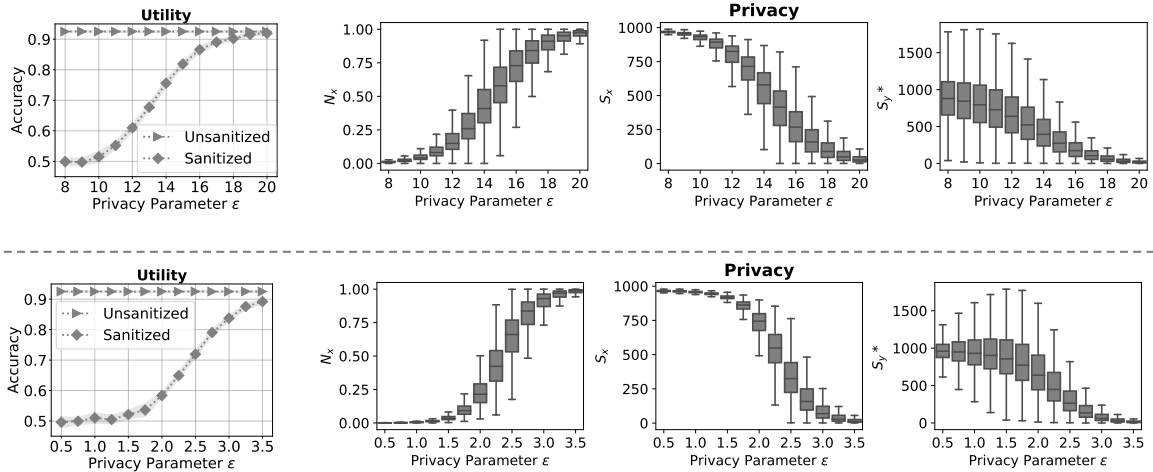 Utility
Accuracy
0.9
0.8
0.7
0.6
0.5
Unsanitized
Sanitized
8 10 12 14 16 18 20
Privacy Parameter ε
Privacy
N_x
1.00
0.75
0.50
0.25
0.00
8 10 12 14 16 18 20
Privacy Parameter ε
S_x
1000
750
500
250
0
8 10 12 14 16 18 20
Privacy Parameter ε
S_y*
1500
1000
500
0
8 10 12 14 16 18 20
Privacy Parameter ε
Utility
Accuracy
0.9
0.8
0.7
0.6
0.5
Unsanitized
Sanitized
0.5 1.0 1.5 2.0 2.5 3.0 3.5
Privacy Parameter ε
Privacy
N_x
1.00
0.75
0.50
0.25
0.00
0.5 1.0 1.5 2.0 2.5 3.0 3.5
Privacy Parameter ε
S_x
1000
750
500
250
0
0.5 1.0 1.5 2.0 2.5 3.0 3.5
Privacy Parameter ε
S_y*
1500
1000
500
0
0.5 1.0 1.5 2.0 2.5 3.0 3.5
Privacy Parameter ε